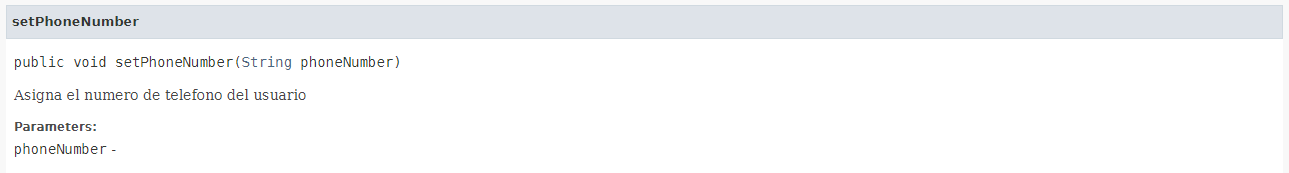 setPhoneNumber
public void setPhoneNumber(String phoneNumber)
Asigna el numero de telefono del usuario
Parameters:
phoneNumber -